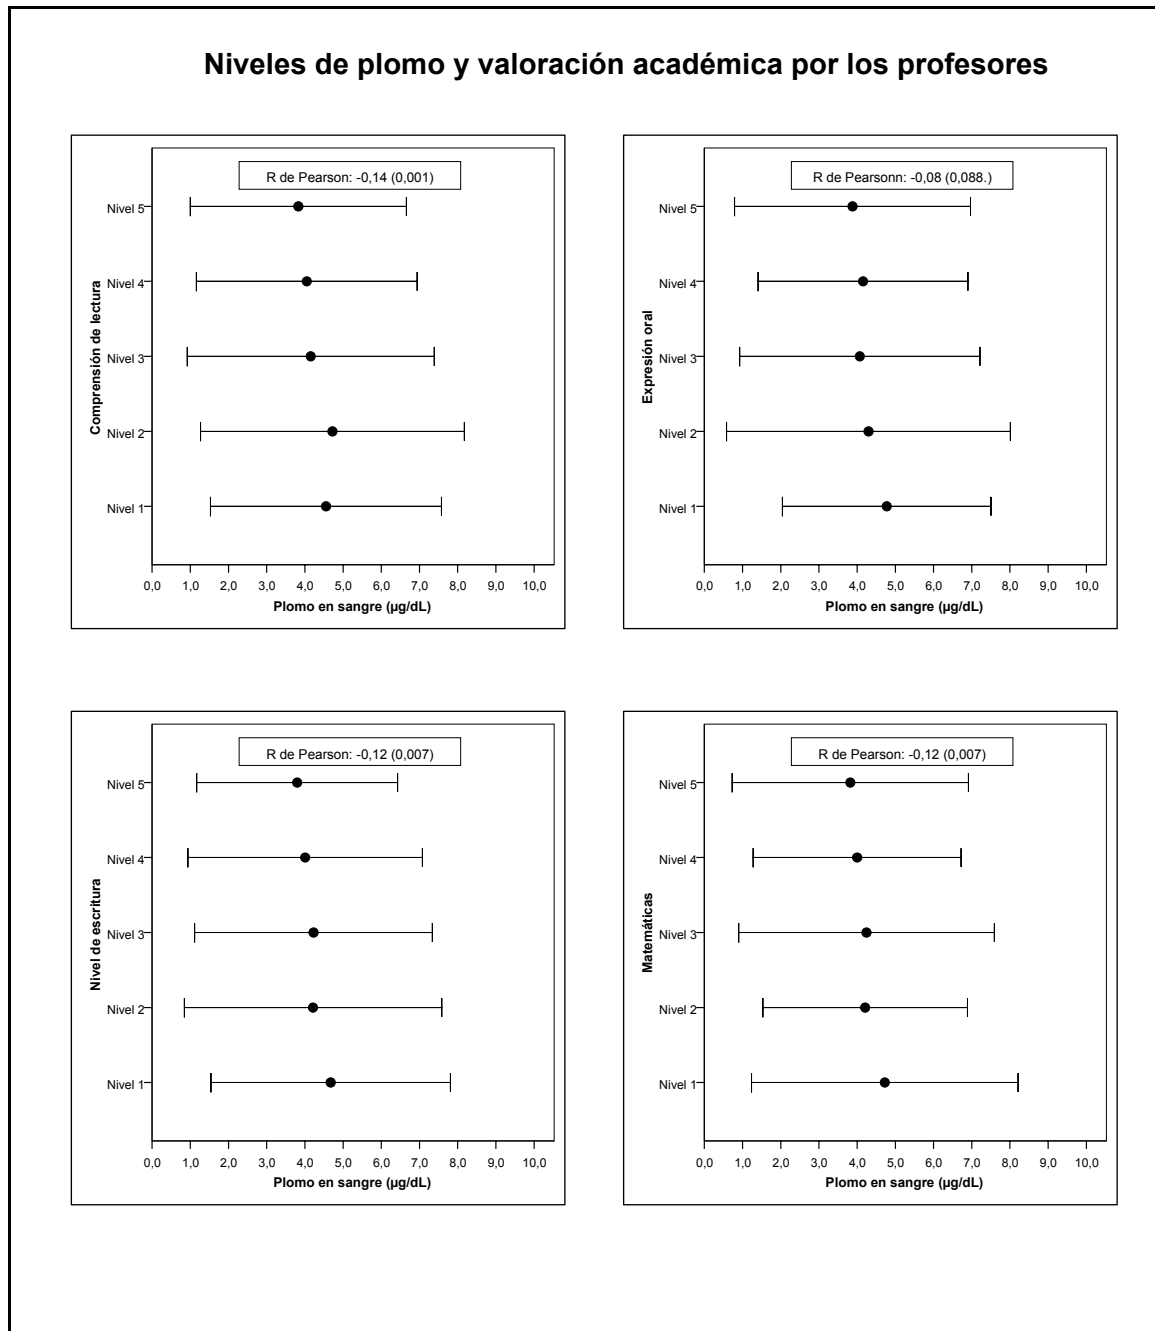 Niveles de plomo y valoración académica por los profesores
R de Pearson: -0,14 (0,001)
Comprensión de lectura
Nivel 5
Nivel 4
Nivel 3
Nivel 2
Nivel 1
0,0 1,0 2,0 3,0 4,0 5,0 6,0 7,0 8,0 9,0 10,0
Plomo en sangre (µg/dL)
R de Pearsonn: -0,08 (0,088.)
Expresión oral
Nivel 5
Nivel 4
Nivel 3
Nivel 2
Nivel 1
0,0 1,0 2,0 3,0 4,0 5,0 6,0 7,0 8,0 9,0 10,0
Plomo en sangre (µg/dL)
R de Pearson: -0,12 (0,007)
Nivel de escritura
Nivel 5
Nivel 4
Nivel 3
Nivel 2
Nivel 1
0,0 1,0 2,0 3,0 4,0 5,0 6,0 7,0 8,0 9,0 10,0
Plomo en sangre (µg/dL)
R de Pearson: -0,12 (0,007)
Matemáticas
Nivel 5
Nivel 4
Nivel 3
Nivel 2
Nivel 1
0,0 1,0 2,0 3,0 4,0 5,0 6,0 7,0 8,0 9,0 10,0
Plomo en sangre (µg/dL)